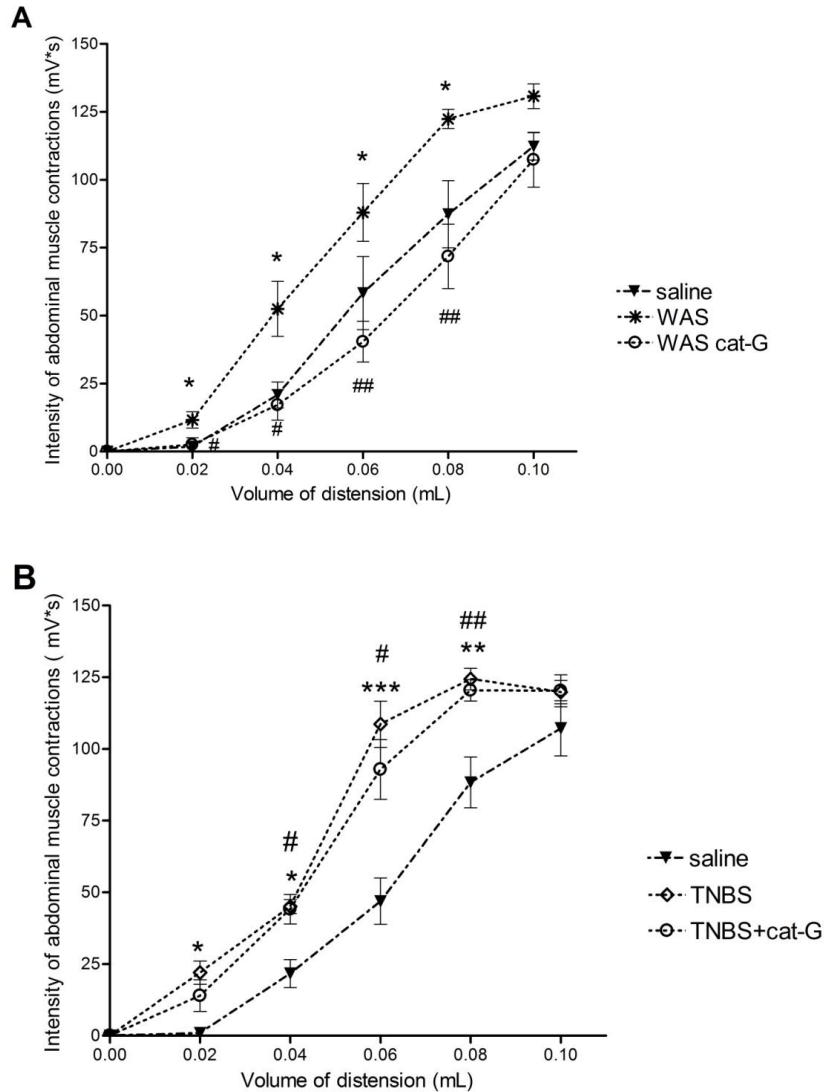 A
Intensity of abdominal muscle contractions (mV*s)
150
125
100
75
50
25
0
*
*
*
*
#
#
##
##
0.00 0.02 0.04 0.06 0.08 0.10
Volume of distension (mL)
saline
WAS
WAS cat-G
B
Intensity of abdominal muscle contractions ( mV*s)
150
125
100
75
50
25
0
*
#
*
#
***
##
**
0.00 0.02 0.04 0.06 0.08 0.10
Volume of distension (mL)
saline
TNBS
TNBS+cat-G